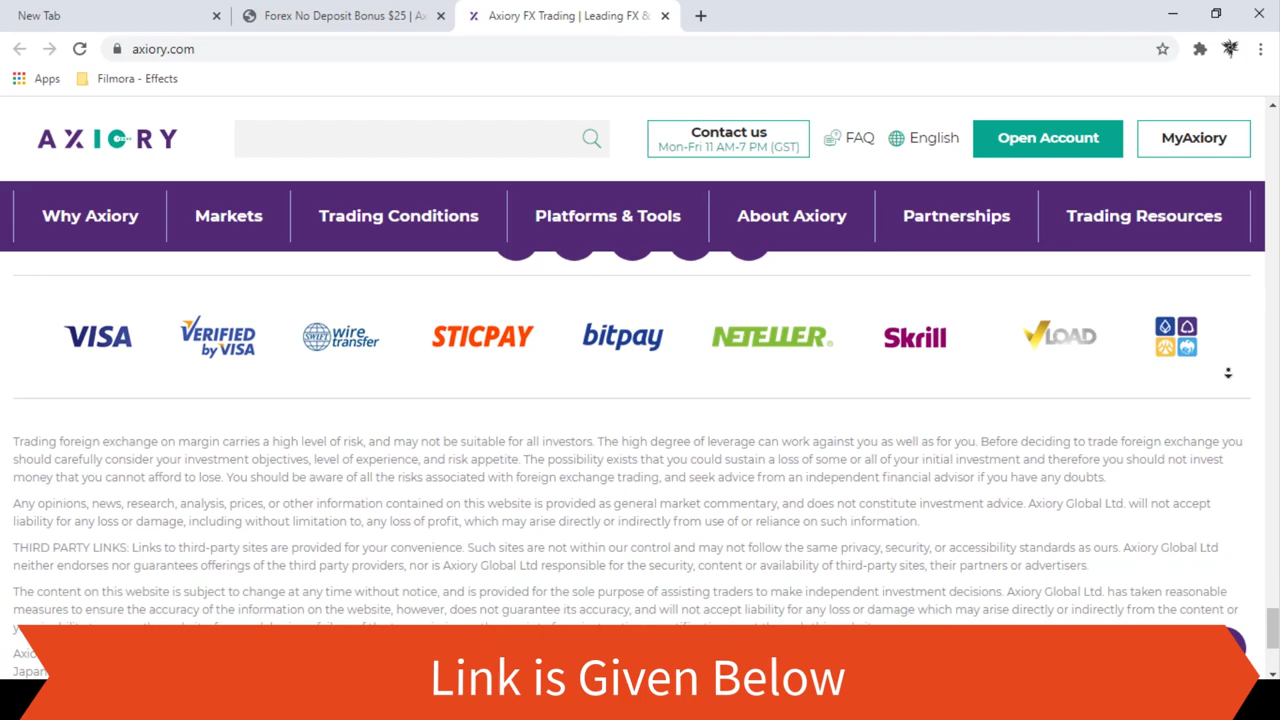 New Tab
Forex No Deposit Bonus $25 | Ax
Axiory FX Trading | Leading FX &
axiory.com
Apps
Filmora - Effects
AXIORY
Contact us
Mon-Fri 11 AM-7 PM (GST)
FAQ
English
Open Account
MyAxiory
Why Axiory
Markets
Trading Conditions
Platforms & Tools
About Axiory
Partnerships
Trading Resources
VISA
VERIFIED
by VISA
SWIFT
wire
transfer
STICPAY
bitpay
NETELLER
Skrill
VLOAD
Trading foreign exchange on margin carries a high level of risk, and may not be suitable for all investors. The high degree of leverage can work against you as well as for you. Before deciding to trade foreign exchange you
should carefully consider your investment objectives, level of experience, and risk appetite. The possibility exists that you could sustain a loss of some or all of your initial investment and therefore you should not invest
money that you cannot afford to lose. You should be aware of all the risks associated with foreign exchange trading, and seek advice from an independent financial advisor if you have any doubts.
Any opinions, news, research, analysis, prices, or other information contained on this website is provided as general market commentary, and does not constitute investment advice. Axiory Global Ltd. will not accept
liability for any loss or damage, including without limitation to, any loss of profit, which may arise directly or indirectly from use of or reliance on such information.
THIRD PARTY LINKS: Links to third-party sites are provided for your convenience. Such sites are not within our control and may not follow the same privacy, security, or accessibility standards as ours. Axiory Global Ltd
neither endorses nor guarantees offerings of the third party providers, nor is Axiory Global Ltd responsible for the security, content or availability of third-party sites, their partners or advertisers.
The content on this website is subject to change at any time without notice, and is provided for the sole purpose of assisting traders to make independent investment decisions. Axiory Global Ltd. has taken reasonable
measures to ensure the accuracy of the information on the website, however, does not guarantee its accuracy, and will not accept liability for any loss or damage which may arise directly or indirectly from the content or
Axio
Japan
Link is Given Below